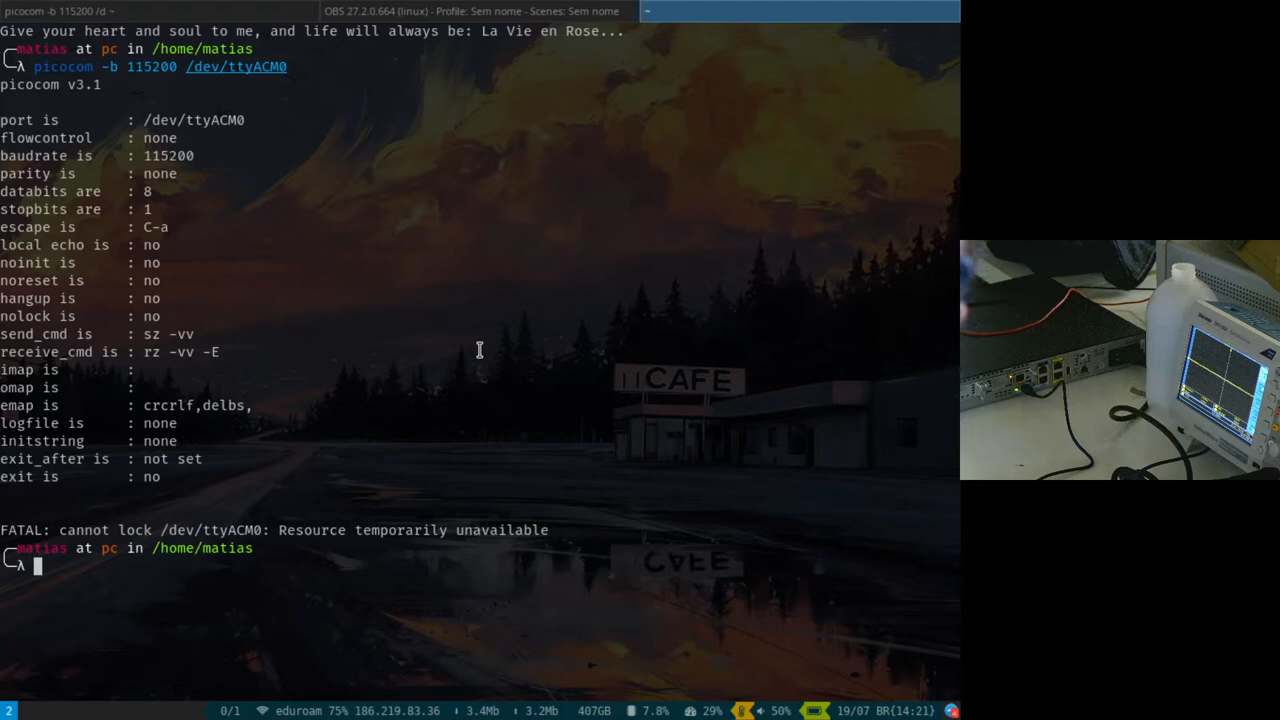 picocom -b 115200 /d ~
OBS 27.2.0.664 (linux) - Profile: Sem nome - Scenes: Sem nome
~
Give your heart and soul to me, and life will always be: La Vie en Rose...
matias at pc in /home/matias
λ picocom -b 115200 /dev/ttyACM0
picocom v3.1
port is : /dev/ttyACM0
flowcontrol : none
baudrate is : 115200
parity is : none
databits are : 8
stopbits are : 1
escape is : C-a
local echo is : no
noinit is : no
noreset is : no
hangup is : no
nolock is : no
send_cmd is : sz -vv
receive_cmd is : rz -vv -E
imap is :
omap is :
emap is : crcrlf,delbs,
logfile is : none
initstring : none
exit_after is : not set
exit is : no
FATAL: cannot lock /dev/ttyACM0: Resource temporarily unavailable
matias at pc in /home/matias
λ
CAFE
2
0/1 eduroam 75% 186.219.83.36 ↓ 3.4Mb ↑ 3.2Mb 407GB 7.8% 29% 50% 19/07 BR{14:21}